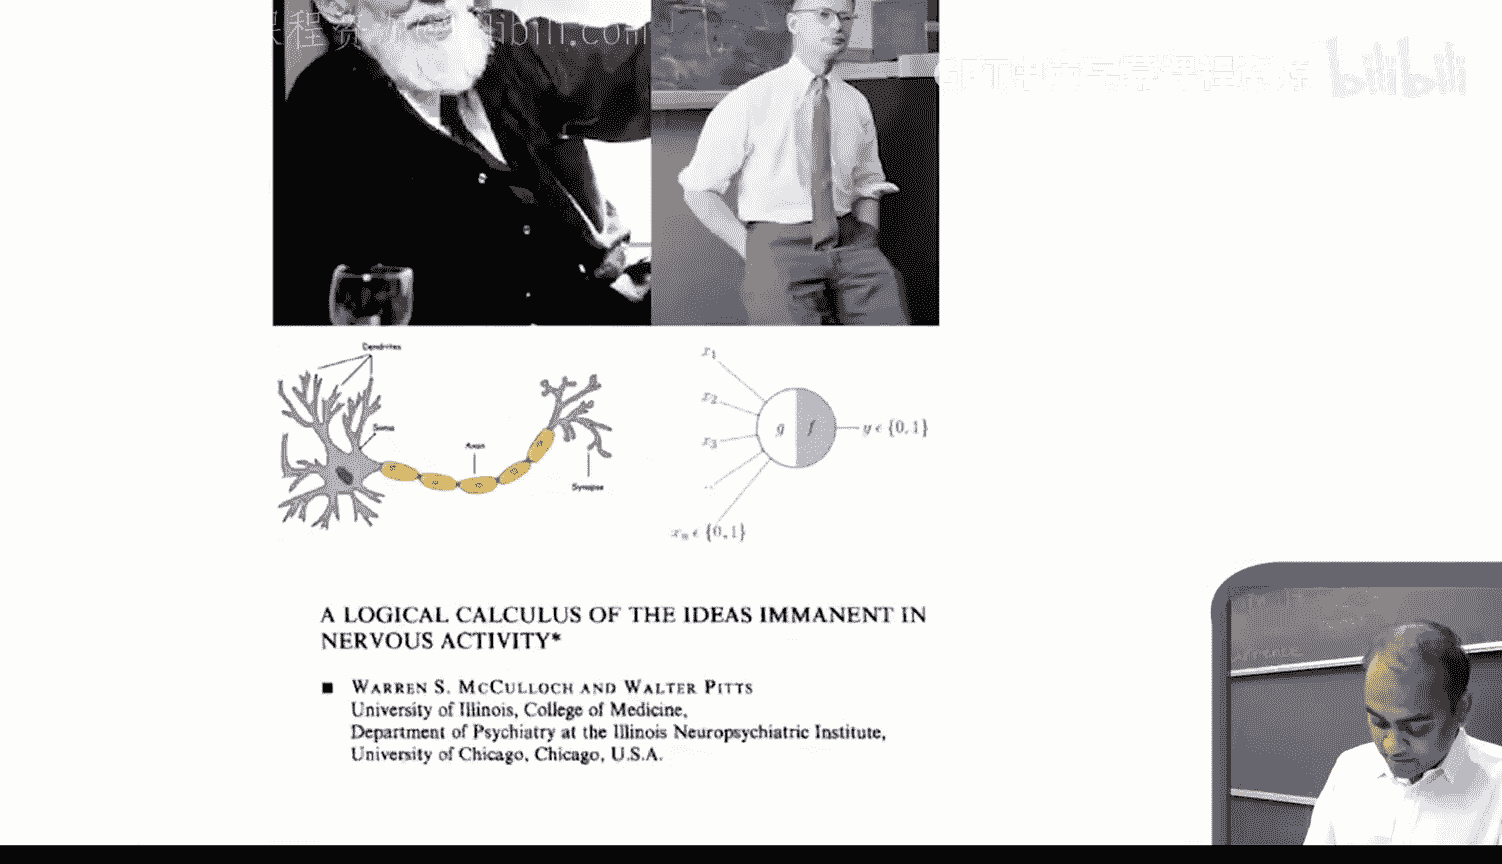 bilibili
Dendrites
Soma
Axon
Synapse
x₁
x₂
x₃
g f
y ∈ {0,1}
..
xₙ ∈ {0,1}
A LOGICAL CALCULUS OF THE IDEAS IMMANENT IN
NERVOUS ACTIVITY*
■ WARREN S. MCCULLOCH AND WALTER PITTS
University of Illinois, College of Medicine,
Department of Psychiatry at the Illinois Neuropsychiatric Institute,
University of Chicago, Chicago, U.S.A.